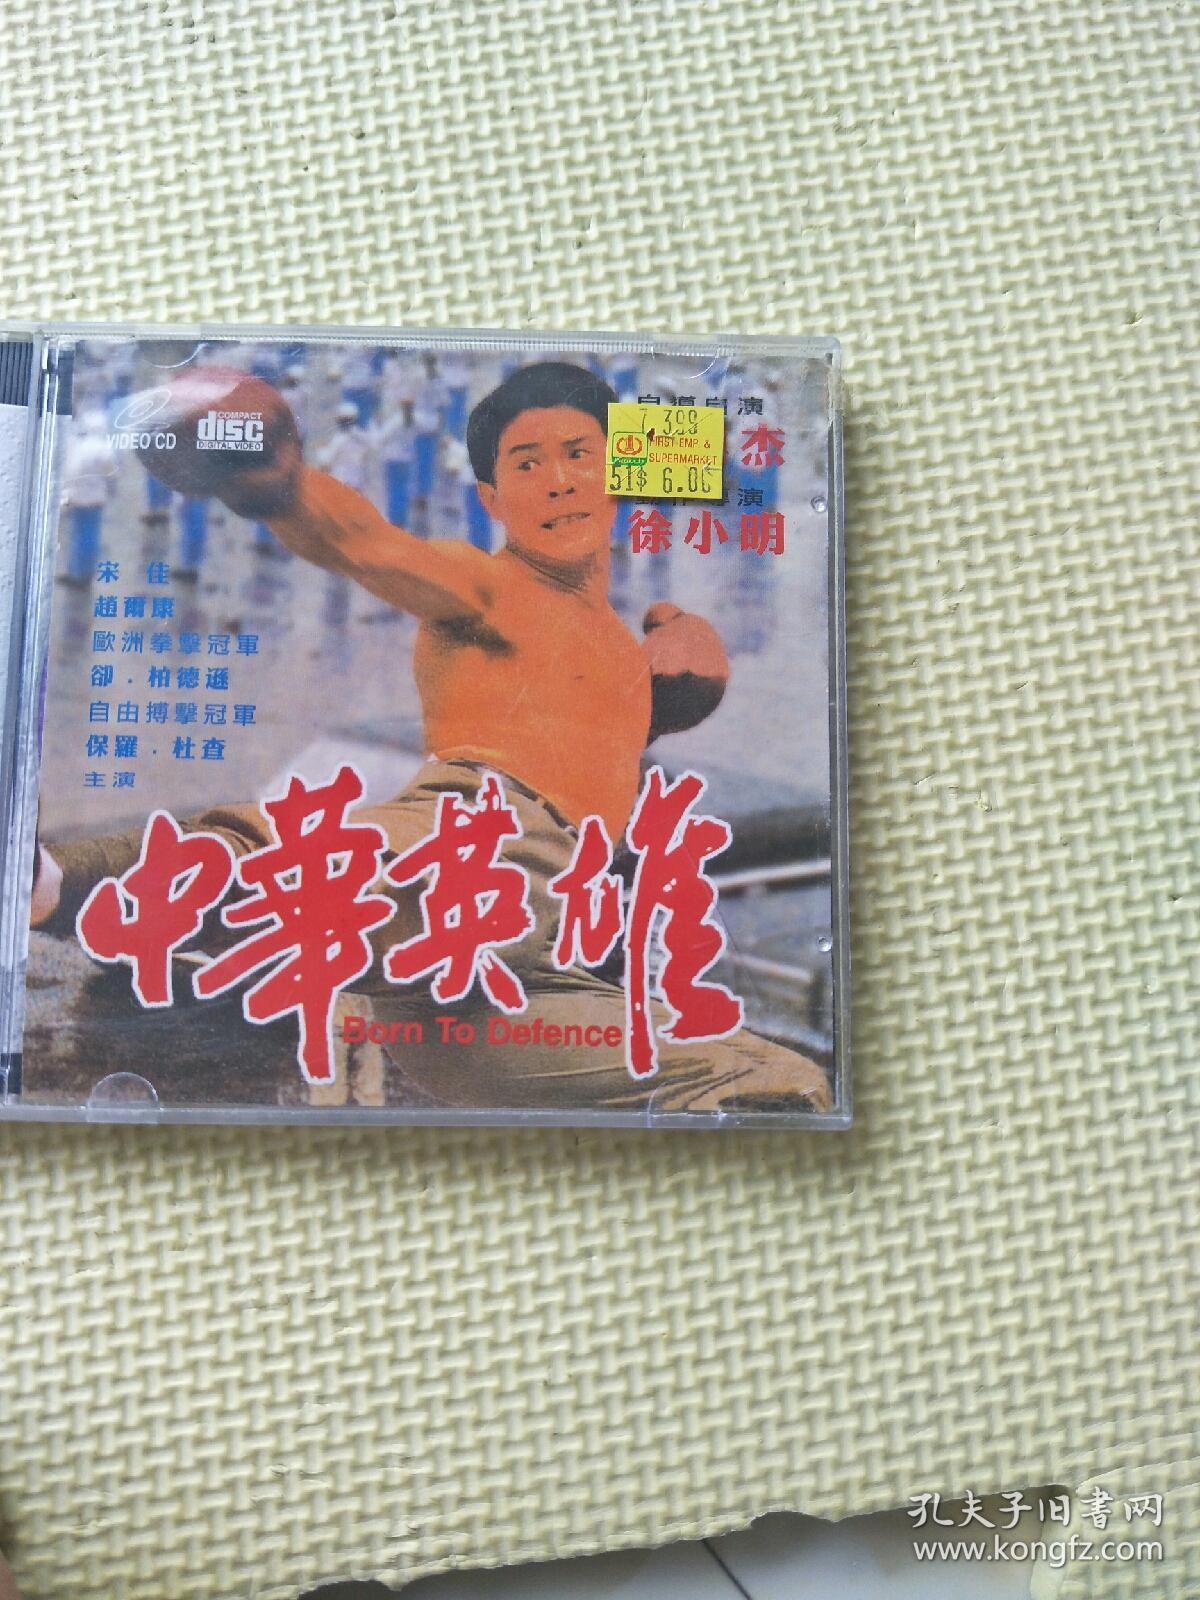 VIDEO CD
COMPACT
disc
DIGITAL VIDEO
自導自演
杰
7.399
FIRST EMP. &
SUPERMARKET
51$ 6.00
導演
徐小明
宋佳
趙爾康
歐洲拳擊冠軍
卻．柏德遜
自由搏擊冠軍
保羅．杜查
主演
中華英雄
Born To Defence
孔夫子旧書网
www.kongfz.com